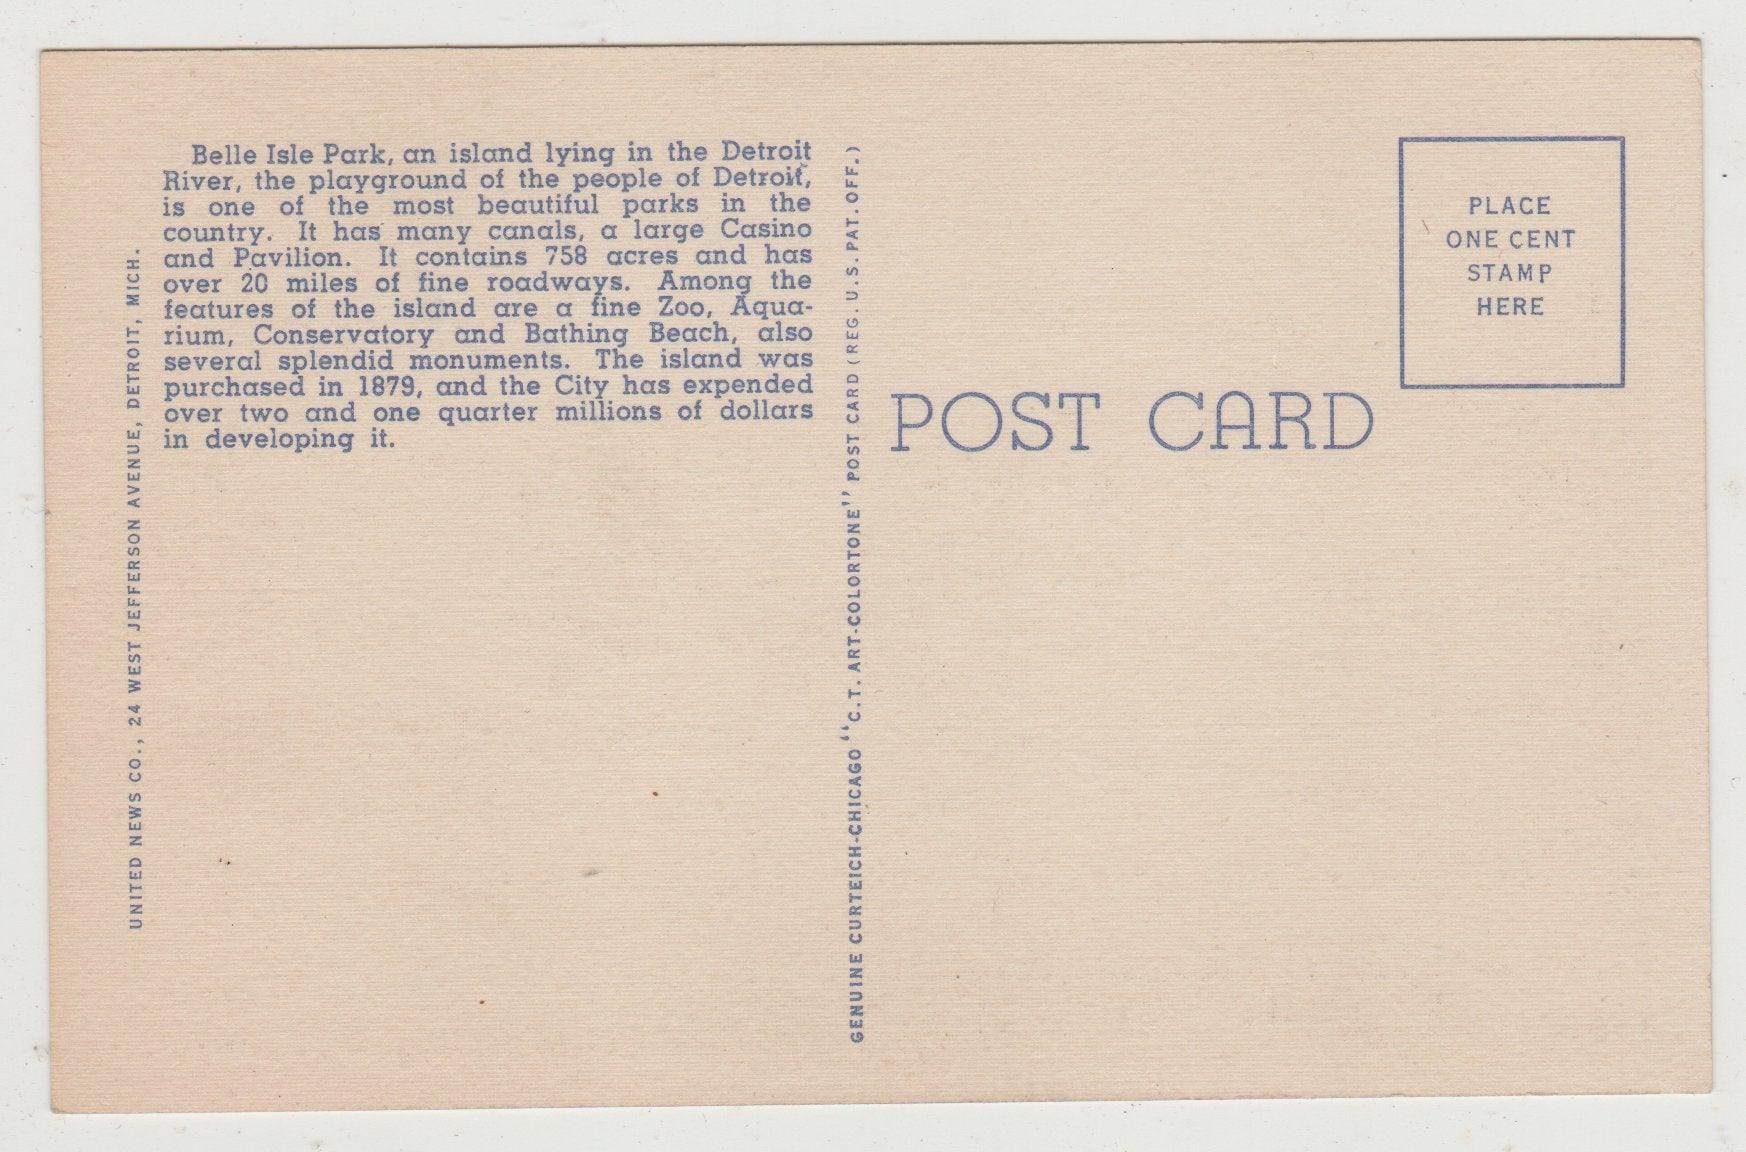 Belle Isle Park, an island lying in the Detroit
River, the playground of the people of Detroit,
is one of the most beautiful parks in the
country. It has many canals, a large Casino
and Pavilion. It contains 758 acres and has
over 20 miles of fine roadways. Among the
features of the island are a fine Zoo, Aqua-
rium, Conservatory and Bathing Beach, also
several splendid monuments. The island was
purchased in 1879, and the City has expended
over two and one quarter millions of dollars
in developing it.
UNITED NEWS CO., 24 WEST JEFFERSON AVENUE, DETROIT, MICH.
GENUINE CURTEICH-CHICAGO "C.T. ART-COLORTONE" POST CARD (REG. U.S. PAT. OFF.)
POST CARD
PLACE
ONE CENT
STAMP
HERE